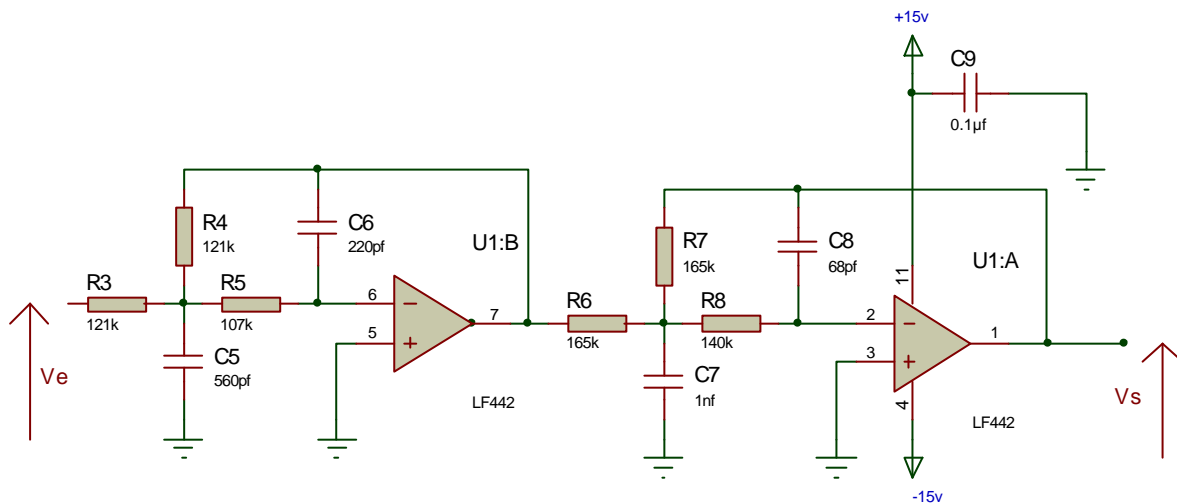 +15v
C9
0.1µf
R4
121k
C6
220pf
U1:B
R7
165k
C8
68pf
U1:A
11
R3
121k
R5
107k
6
5
7
R6
165k
R8
140k
2
3
1
4
C5
560pf
C7
1nf
Ve
Vs
LF442
LF442
-15v